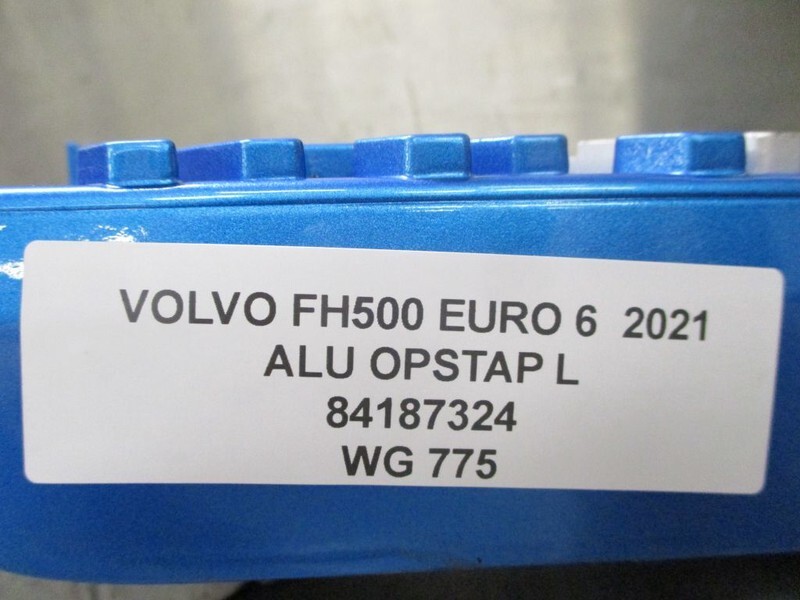 VOLVO FH500 EURO 6 2021
ALU OPSTAP L
84187324
WG 775